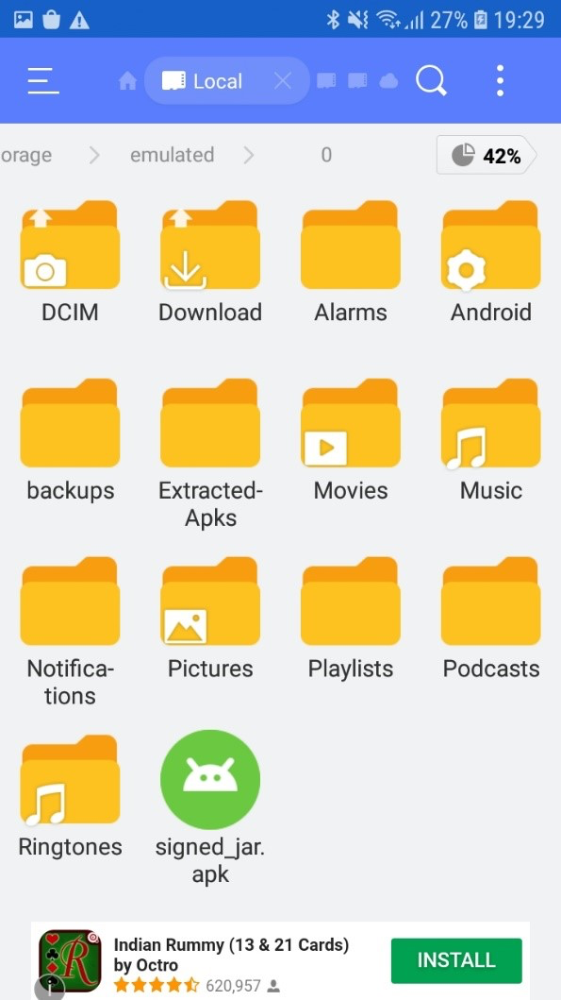 27% 19:29
Local
orage
emulated
0
42%
DCIM
Download
Alarms
Android
backups
Extracted-
Apks
Movies
Music
Notifica-
tions
Pictures
Playlists
Podcasts
Ringtones
signed_jar.
apk
Indian Rummy (13 & 21 Cards)
by Octro
620,957
INSTALL
R